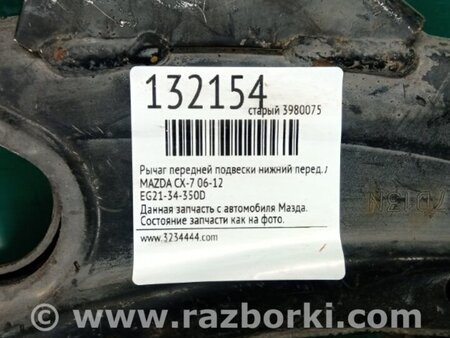 132154
старый 3980075
Рычаг передней подвески нижний перед.
MAZDA CX-7 06-12
EG21-34-350D
Данная запчасть с автомобиля Мазда.
Состояние запчасти как на фото.
www.3234444.com
www.razborki.com